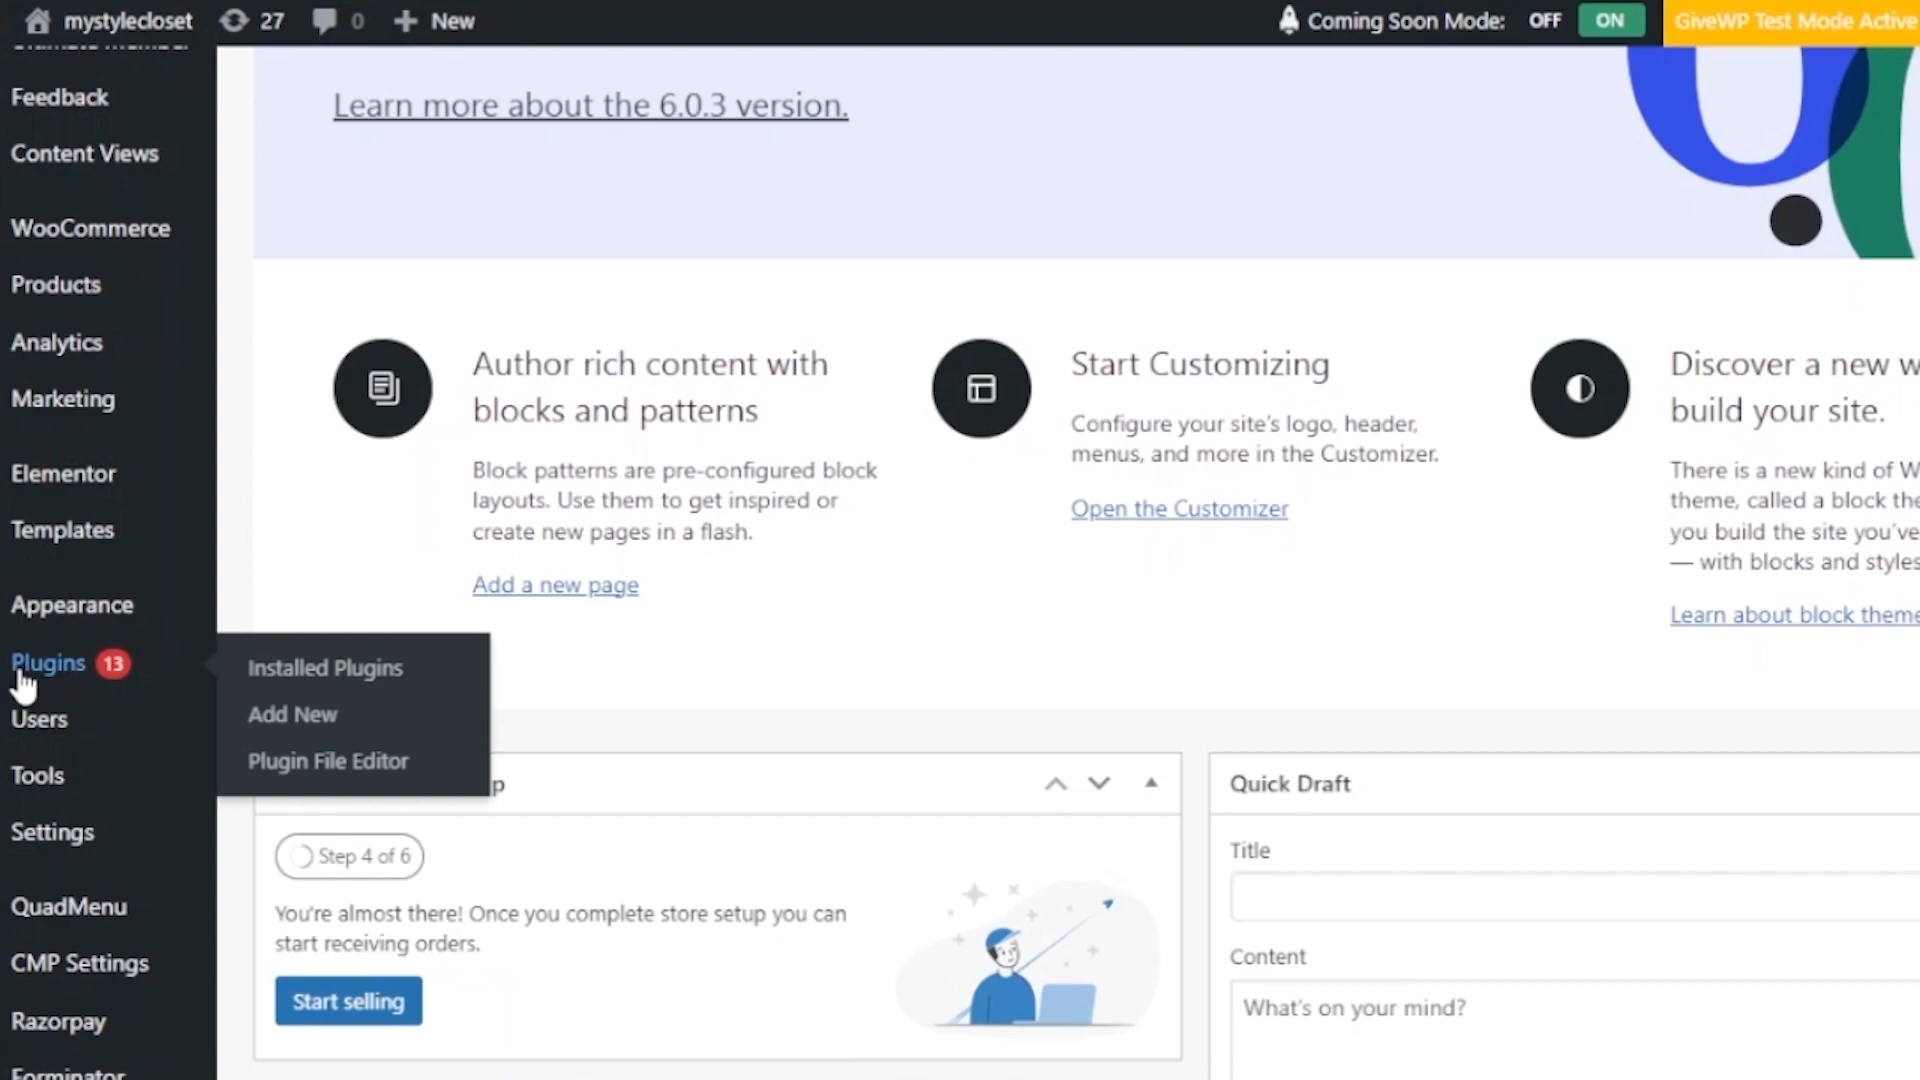 mystylecloset 27 0 New Coming Soon Mode: OFF ON GiveWP Test Mode Active
Feedback
Content Views
WooCommerce
Products
Analytics
Marketing
Elementor
Templates
Appearance
Plugins 13
Users
Tools
Settings
QuadMenu
CMP Settings
Razorpay
Forminator
Installed Plugins
Add New
Plugin File Editor
Learn more about the 6.0.3 version.
Author rich content with
blocks and patterns
Block patterns are pre-configured block
layouts. Use them to get inspired or
create new pages in a flash.
Add a new page
Start Customizing
Configure your site's logo, header,
menus, and more in the Customizer.
Open the Customizer
Discover a new w
build your site.
There is a new kind of W
theme, called a block the
you build the site you've
— with blocks and styles
Learn about block theme
p
Step 4 of 6
You're almost there! Once you complete store setup you can
start receiving orders.
Start selling
Quick Draft
Title
Content
What's on your mind?